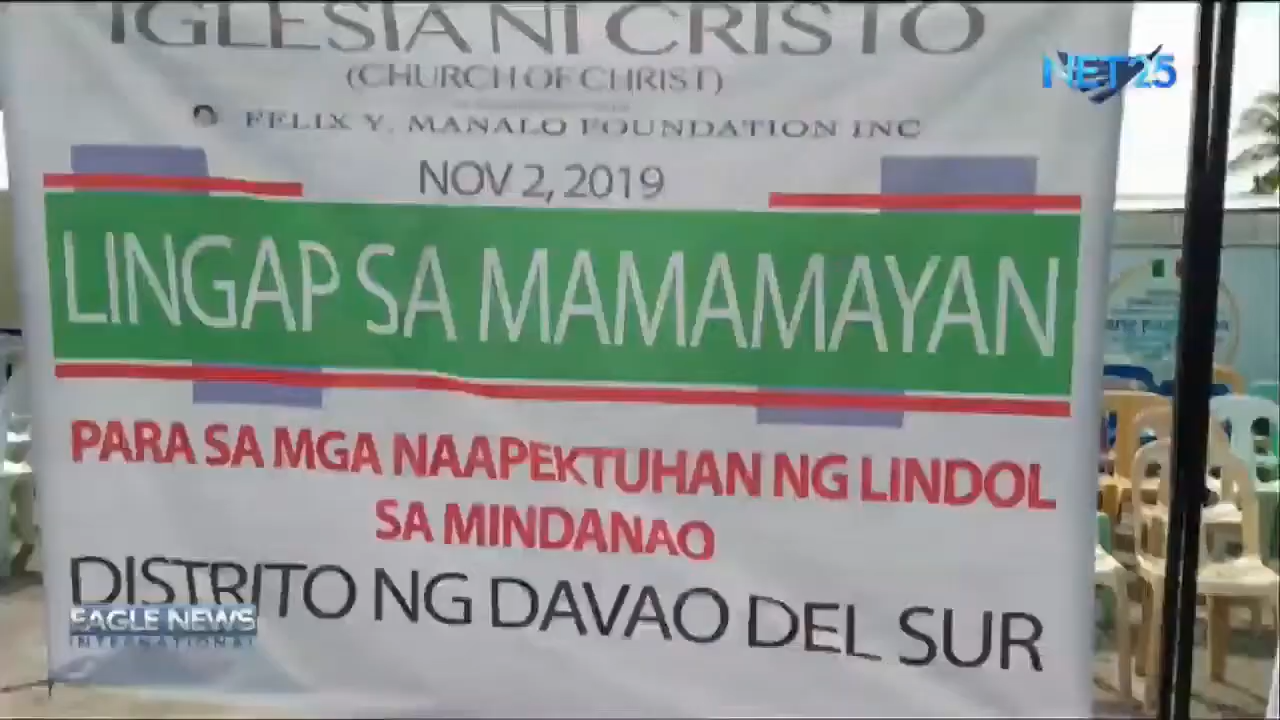 IGLESIA NI CRISTO
(CHURCH OF CHRIST)
FELIX Y. MANALO FOUNDATION INC
NET25
NOV 2, 2019
LINGAP SA MAMAMAYAN
PARA SA MGA NAAPEKTUHAN NG LINDOL
SA MINDANAO
DISTRITO NG DAVAO DEL SUR
EAGLE NEWS
INTERNATIONAL